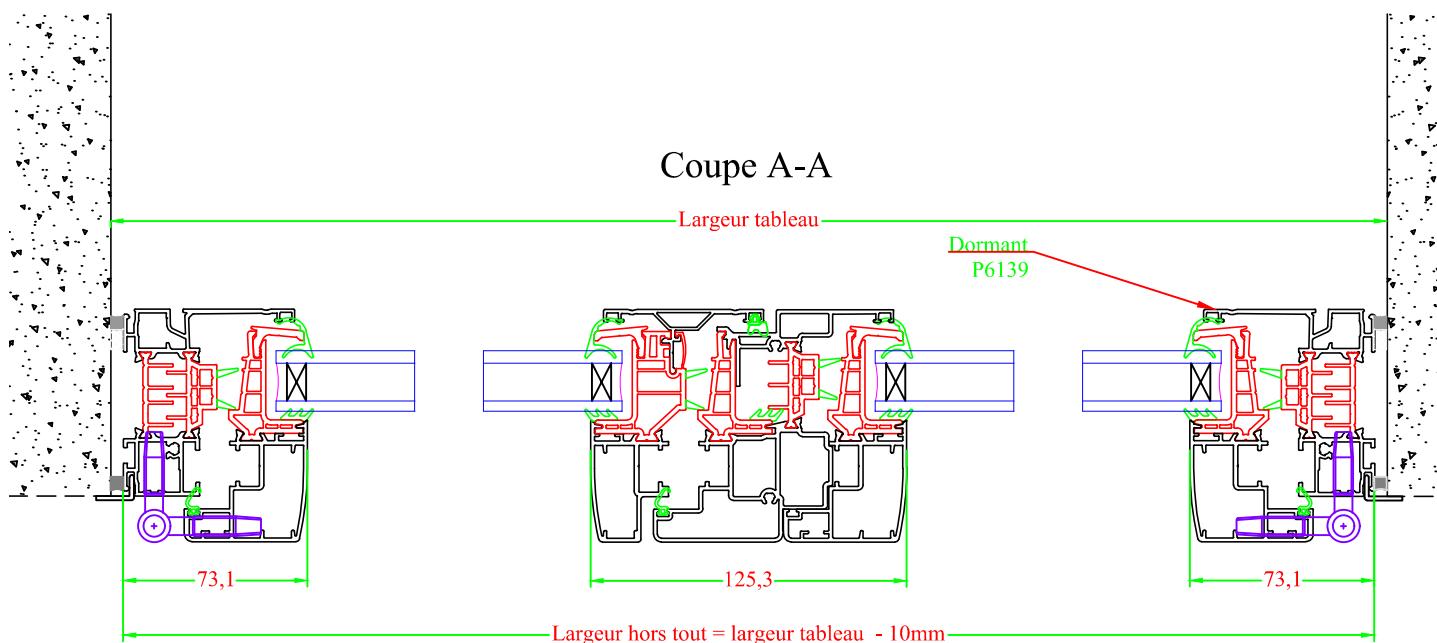 Coupe A-A
Largeur tableau
Dormant
P6139
73,1
125,3
73,1
Largeur hors tout = largeur tableau - 10mm